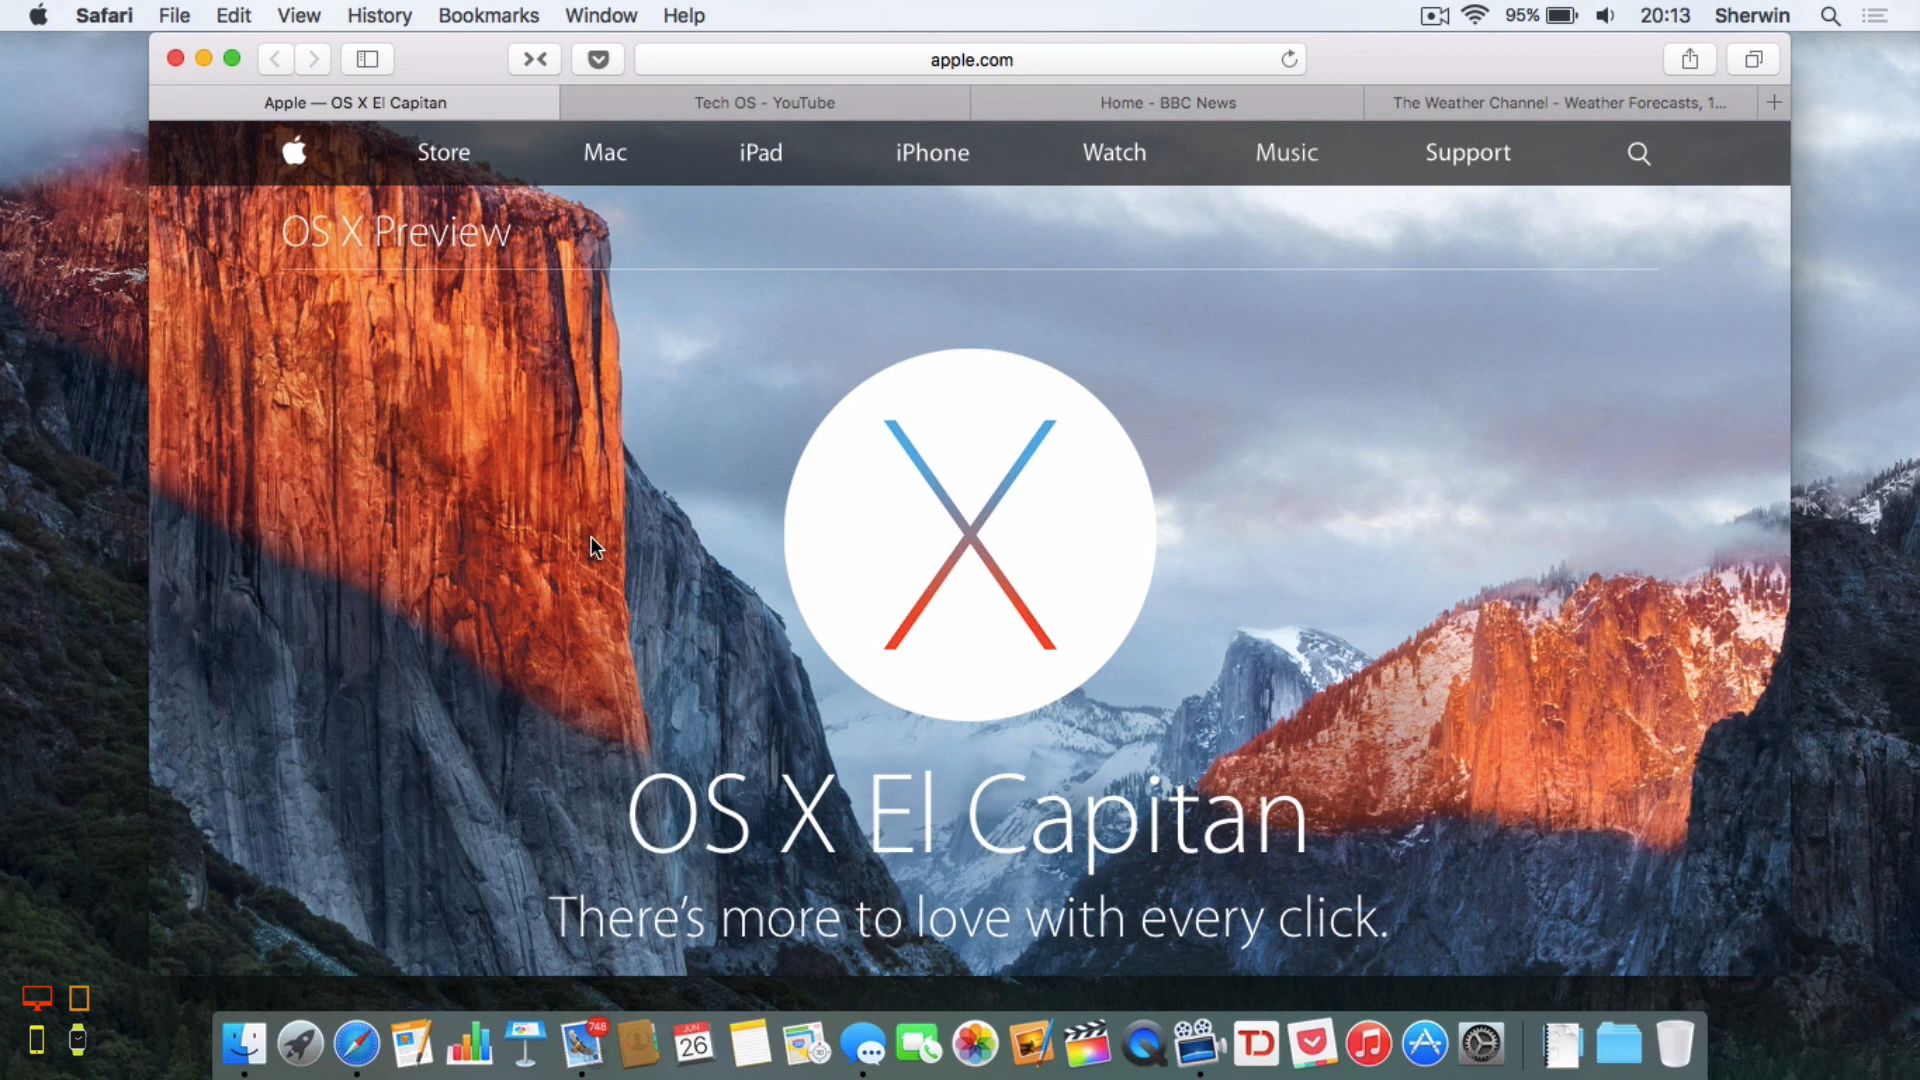 Safari File Edit View History Bookmarks Window Help 95% 20:13 Sherwin
apple.com
Apple — OS X El Capitan Tech OS - YouTube Home - BBC News The Weather Channel - Weather Forecasts, 1...
Store Mac iPad iPhone Watch Music Support
OS X Preview
X
OS X El Capitan
There's more to love with every click.
748
JUN
26
TD